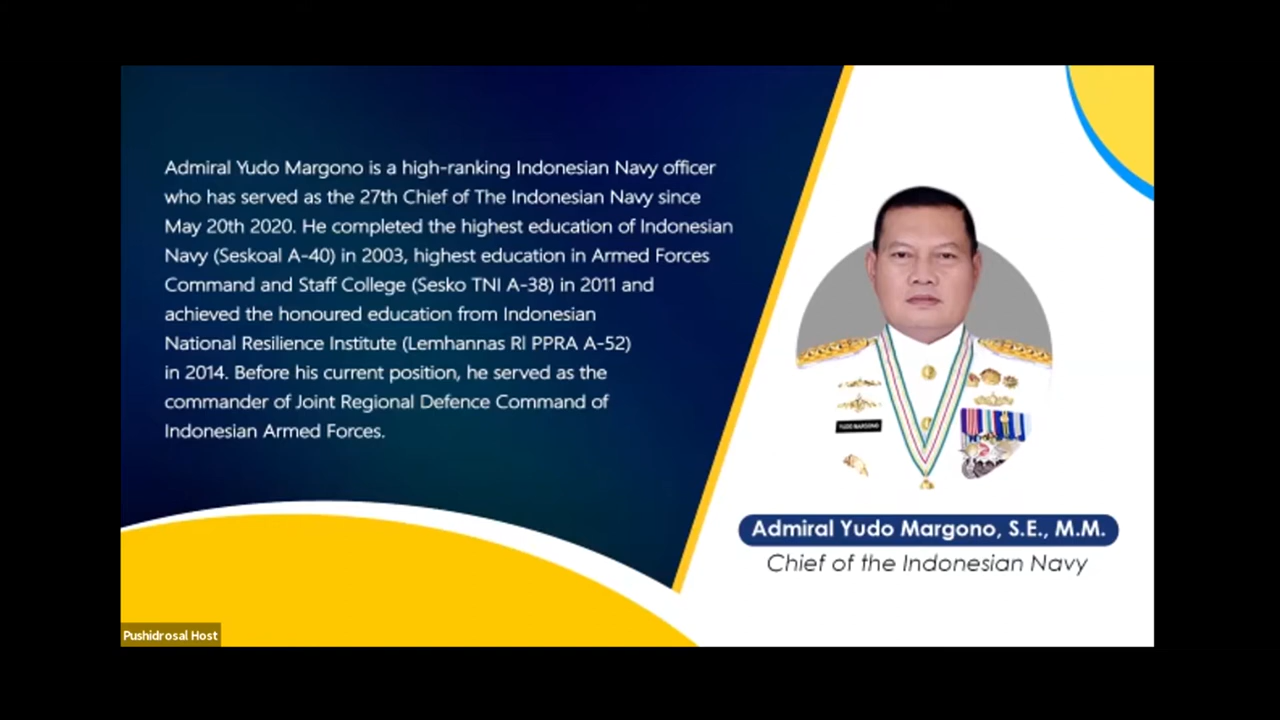 Admiral Yudo Margono is a high-ranking Indonesian Navy officer
who has served as the 27th Chief of The Indonesian Navy since
May 20th 2020. He completed the highest education of Indonesian
Navy (Seskoal A-40) in 2003, highest education in Armed Forces
Command and Staff College (Sesko TNI A-38) in 2011 and
achieved the honoured education from Indonesian
National Resilience Institute (Lemhannas RI PPRA A-52)
in 2014. Before his current position, he served as the
commander of Joint Regional Defence Command of
Indonesian Armed Forces.
YUDO MARGONO
Admiral Yudo Margono, S.E., M.M.
Chief of the Indonesian Navy
Pushidrosal Host